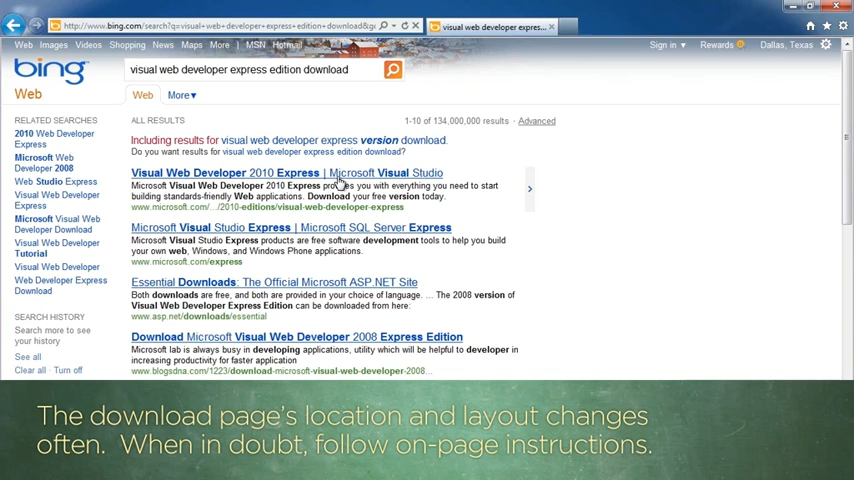 http://www.bing.com/search?q=visual+web+developer+express+edition+download&g
visual web developer express...
Web Images Videos Shopping News Maps More | MSN Hotmail
Sign in Rewards Dallas, Texas
bing
visual web developer express edition download
Web
Web More
RELATED SEARCHES
2010 Web Developer
Express
Microsoft Web
Developer 2008
Web Studio Express
Visual Web Developer
Express
Microsoft Visual Web
Developer Download
Visual Web Developer
Tutorial
Visual Web Developer
Web Developer Express
Download
SEARCH HISTORY
Search more to see
your history
See all
Clear all · Turn off
ALL RESULTS
1-10 of 134,000,000 results · Advanced
Including results for visual web developer express version download.
Do you want results for visual web developer express edition download?
Visual Web Developer 2010 Express | Microsoft Visual Studio
Microsoft Visual Web Developer 2010 Express provides you with everything you need to start
building standards-friendly Web applications. Download your free version today.
www.microsoft.com/.../2010-editions/visual-web-developer-express
Microsoft Visual Studio Express | Microsoft SQL Server Express
Microsoft Visual Studio Express products are free software development tools to help you build
your own web, Windows, and Windows Phone applications.
www.microsoft.com/express
Essential Downloads: The Official Microsoft ASP.NET Site
Both downloads are free, and both are provided in your choice of language. ... The 2008 version of
Visual Web Developer Express Edition can be downloaded from here:
www.asp.net/downloads/essential
Download Microsoft Visual Web Developer 2008 Express Edition
Microsoft lab is always busy in developing applications, utility which will be helpful to developer in
increasing productivity for faster application
www.blogsdna.com/1223/download-microsoft-visual-web-developer-2008...
The download page's location and layout changes
often. When in doubt, follow on-page instructions.